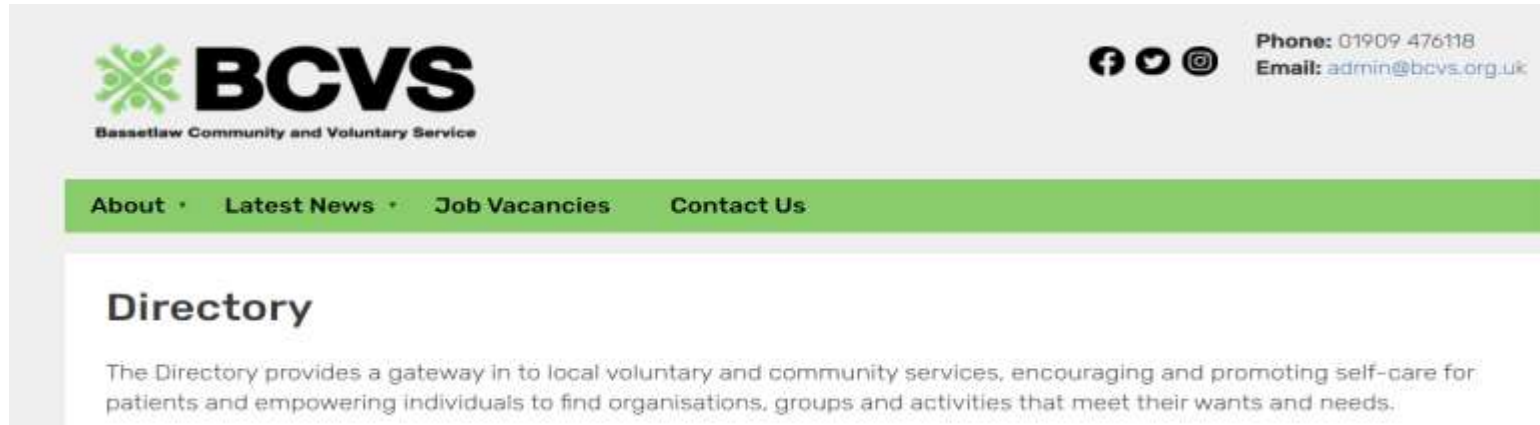 BCVS
Bassetlaw Community and Voluntary Service
Phone: 01909 476118
Email: admin@bcvs.org.uk
About Latest News Job Vacancies Contact Us
Directory
The Directory provides a gateway in to local voluntary and community services, encouraging and promoting self-care for
patients and empowering individuals to find organisations, groups and activities that meet their wants and needs.